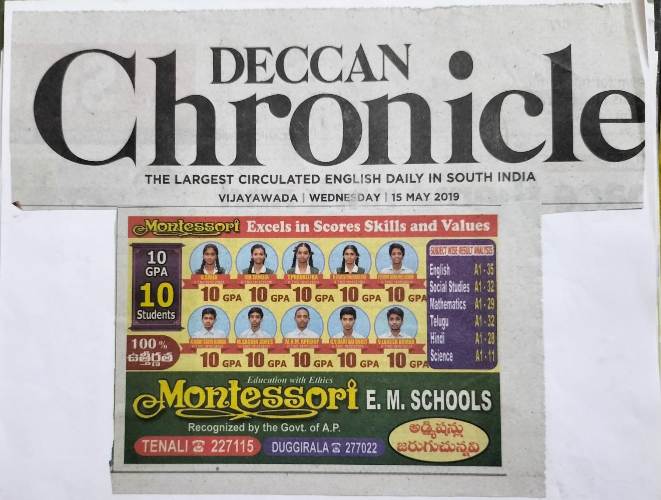 DECCAN
Chronicle
THE LARGEST CIRCULATED ENGLISH DAILY IN SOUTH INDIA
VIJAYAWADA | WEDNESDAY | 15 MAY 2019
Montessori Excels in Scores Skills and Values
10
GPA
10
Students
100%
ఉత్తీర్ణత
10 GPA 10 GPA 10 GPA 10 GPA 10 GPA
10 GPA 10 GPA 10 GPA 10 GPA 10 GPA
SUBJECT WISE RESULT ANALYSIS
English A1 - 35
Social Studies A1 - 32
Mathematics A1 - 29
Telugu A1 - 32
Hindi A1 - 28
Science A1 - 11
Education with Ethics
Montessori E. M. SCHOOLS
Recognized by the Govt. of A.P.
TENALI ☎ 227115 DUGGIRALA ☎ 277022
అడ్మిషన్లు
జరుగుచున్నవి